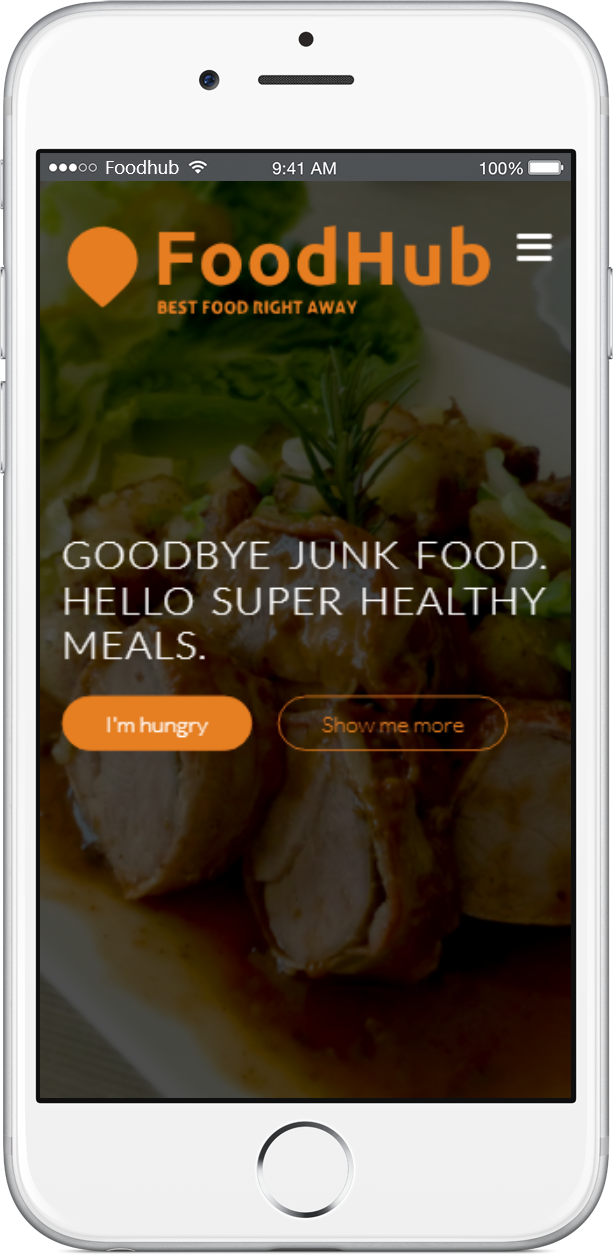 Foodhub 9:41 AM 100%
FoodHub
BEST FOOD RIGHT AWAY
GOODBYE JUNK FOOD.
HELLO SUPER HEALTHY
MEALS.
I'm hungry Show me more